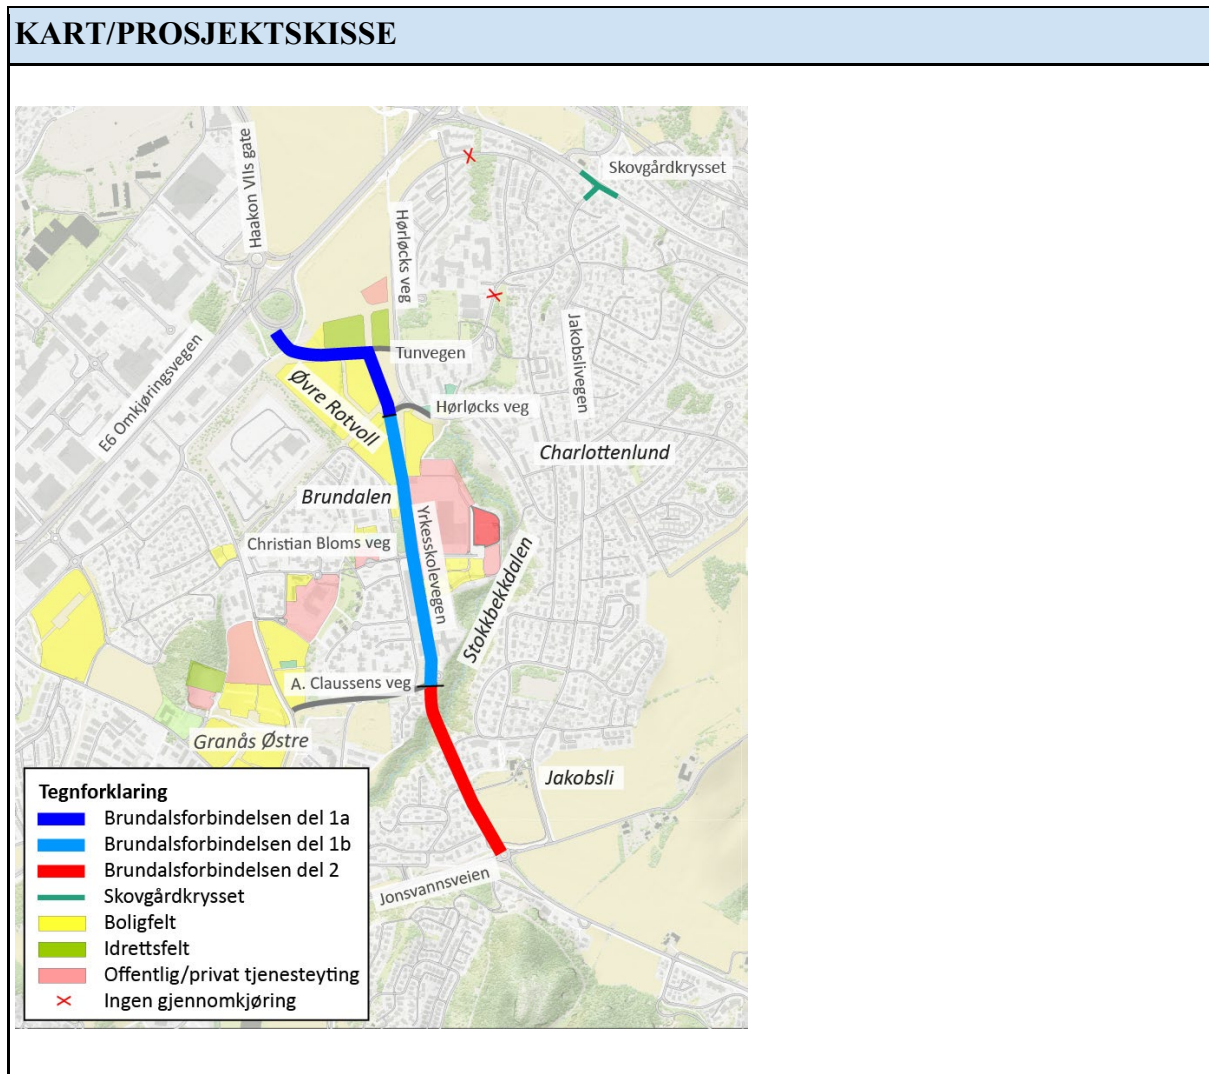 KART/PROSJEKTSKISSE
Haakon VIIs gate
Skovgårdkrysset
Hørløcks veg
Jakobslivegen
E6 Omkjøringsvegen
Tunvegen
Øvre Rotvoll
Hørløcks veg
Charlottenlund
Brundalen
Yrkesskolevegen
Christian Bloms veg
Stokkbekkdalen
A. Claussens veg
Granås Østre
Jakobsli
Jonsvannsveien
Tegnforklaring
Brundalsforbindelsen del 1a
Brundalsforbindelsen del 1b
Brundalsforbindelsen del 2
Skovgårdkrysset
Boligfelt
Idrettsfelt
Offentlig/privat tjenesteyting
Ingen gjennomkjøring